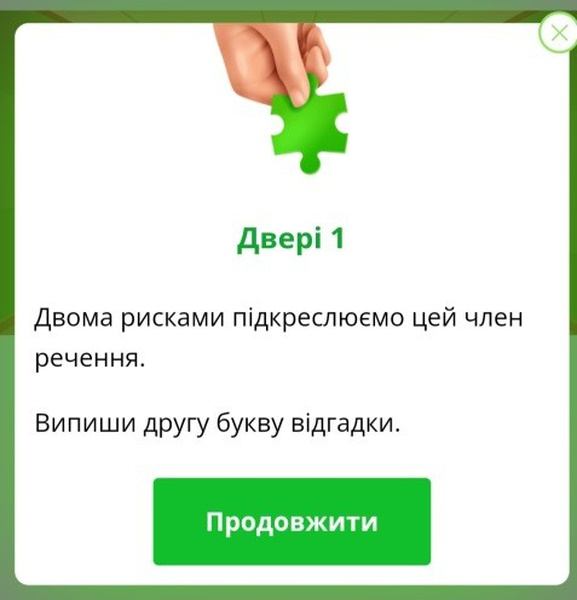 Двері 1
Двома рисками підкреслюємо цей член
речення.
Випиши другу букву відгадки.
Продовжити